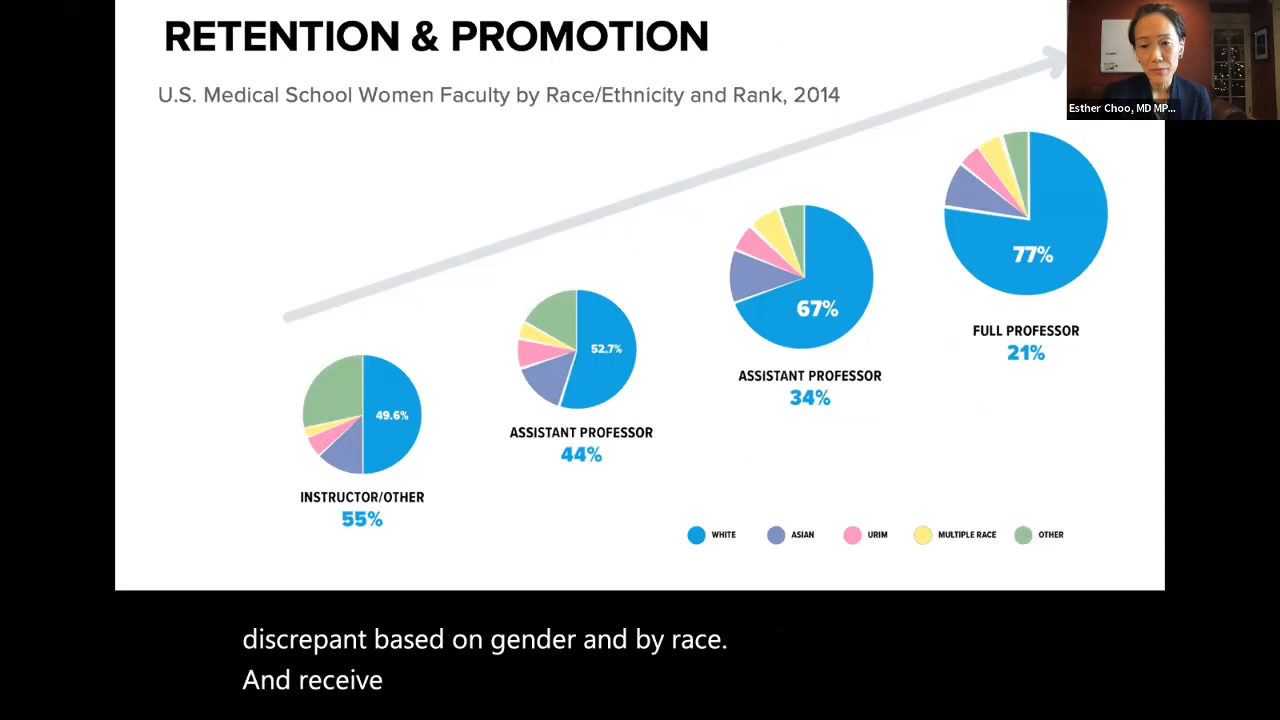 RETENTION & PROMOTION
U.S. Medical School Women Faculty by Race/Ethnicity and Rank, 2014
Esther Choo, MD MP...
77%
FULL PROFESSOR
21%
67%
ASSISTANT PROFESSOR
34%
52.7%
ASSISTANT PROFESSOR
44%
49.6%
INSTRUCTOR/OTHER
55%
WHITE ASIAN URIM MULTIPLE RACE OTHER
discrepant based on gender and by race.
And receive